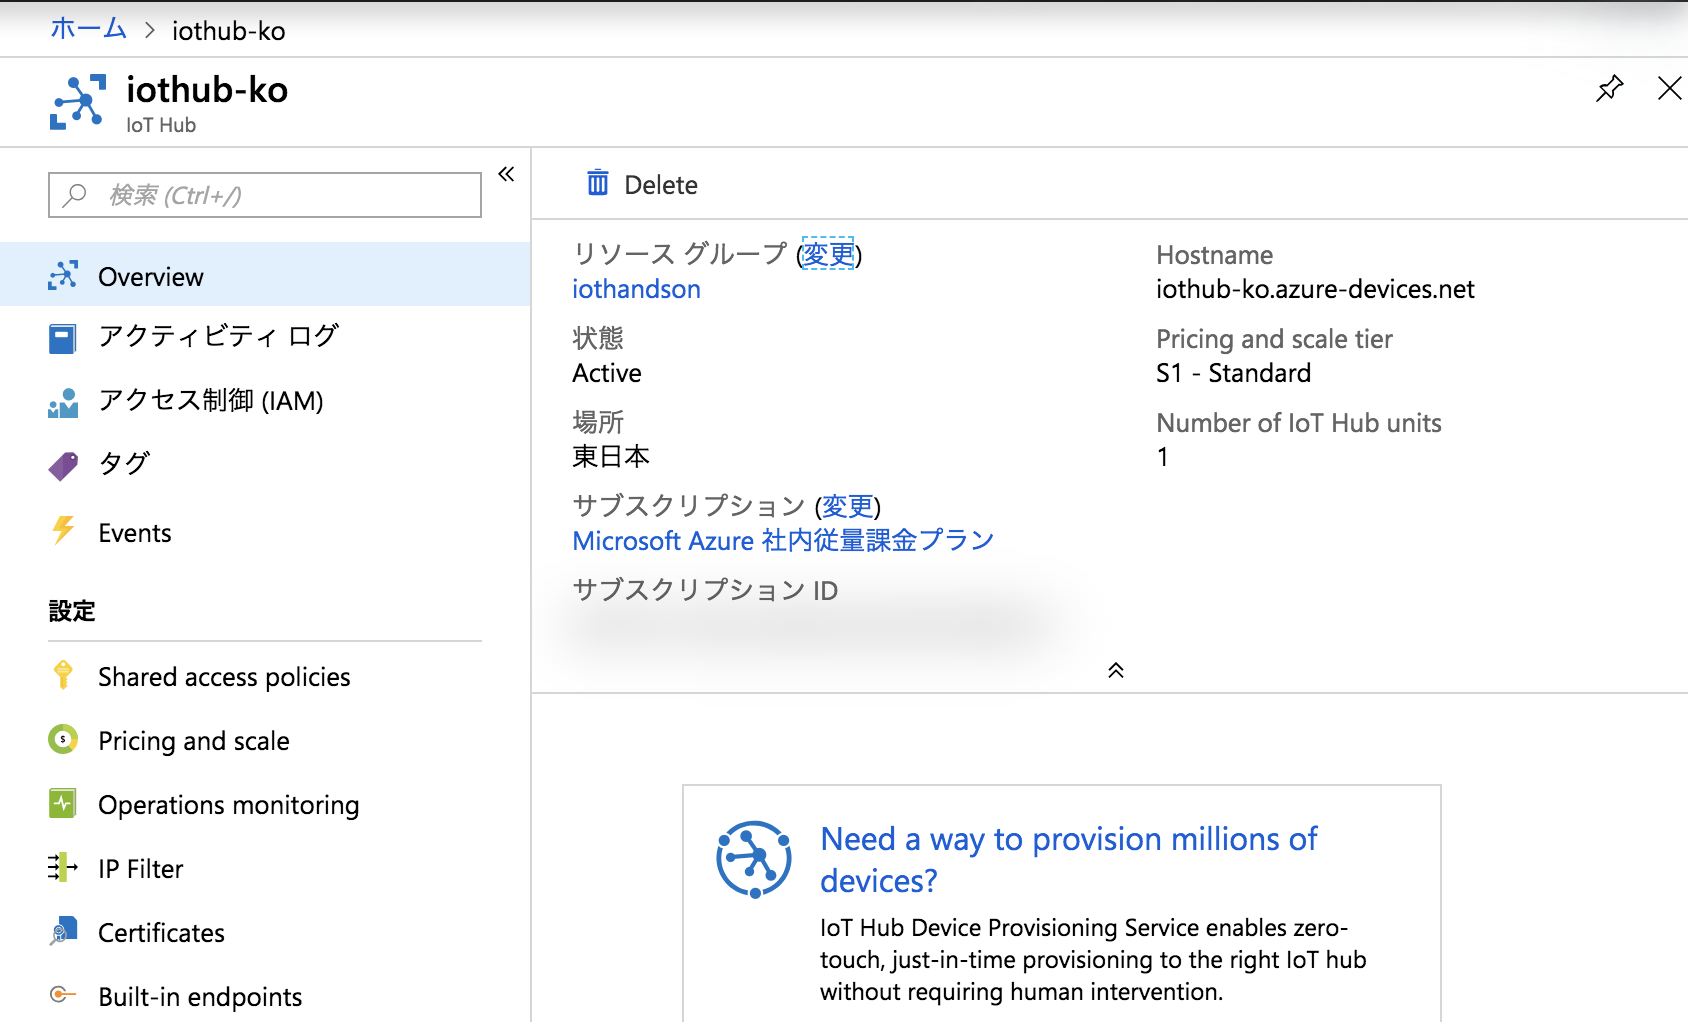 ホーム > iothub-ko
iothub-ko
IoT Hub
検索 (Ctrl+/)
«
Overview
アクティビティ ログ
アクセス制御 (IAM)
タグ
Events
設定
Shared access policies
Pricing and scale
Operations monitoring
IP Filter
Certificates
Built-in endpoints
Delete
リソース グループ (変更)
iothandson
状態
Active
場所
東日本
サブスクリプション (変更)
Microsoft Azure 社内従量課金プラン
サブスクリプション ID
Hostname
iothub-ko.azure-devices.net
Pricing and scale tier
S1 - Standard
Number of IoT Hub units
1
Need a way to provision millions of
devices?
IoT Hub Device Provisioning Service enables zero-
touch, just-in-time provisioning to the right IoT hub
without requiring human intervention.